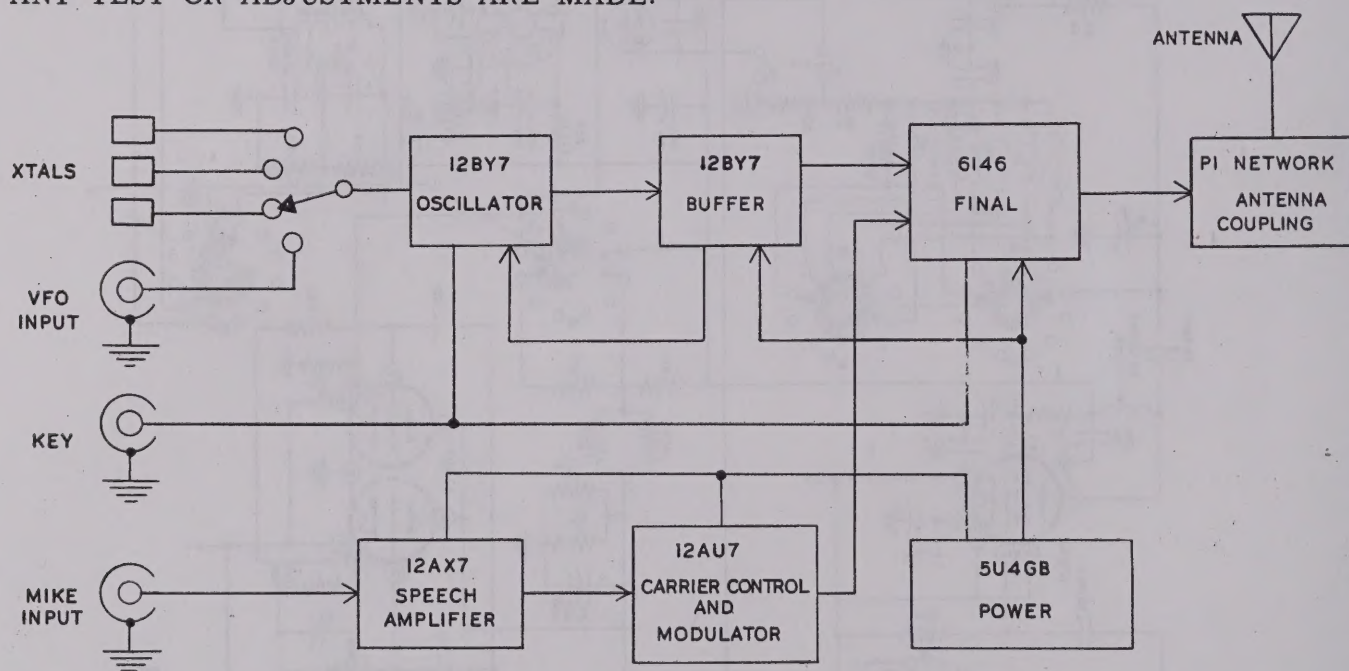 ANY TEST OR ADJUSTMENTS ARE MADE.
ANTENNA
XTALS
12BY7
OSCILLATOR
12BY7
BUFFER
6146
FINAL
PI NETWORK
ANTENNA
COUPLING
VFO
INPUT
KEY
12AX7
SPEECH
AMPLIFIER
12AU7
CARRIER CONTROL
AND
MODULATOR
5U4GB
POWER
MIKE
INPUT